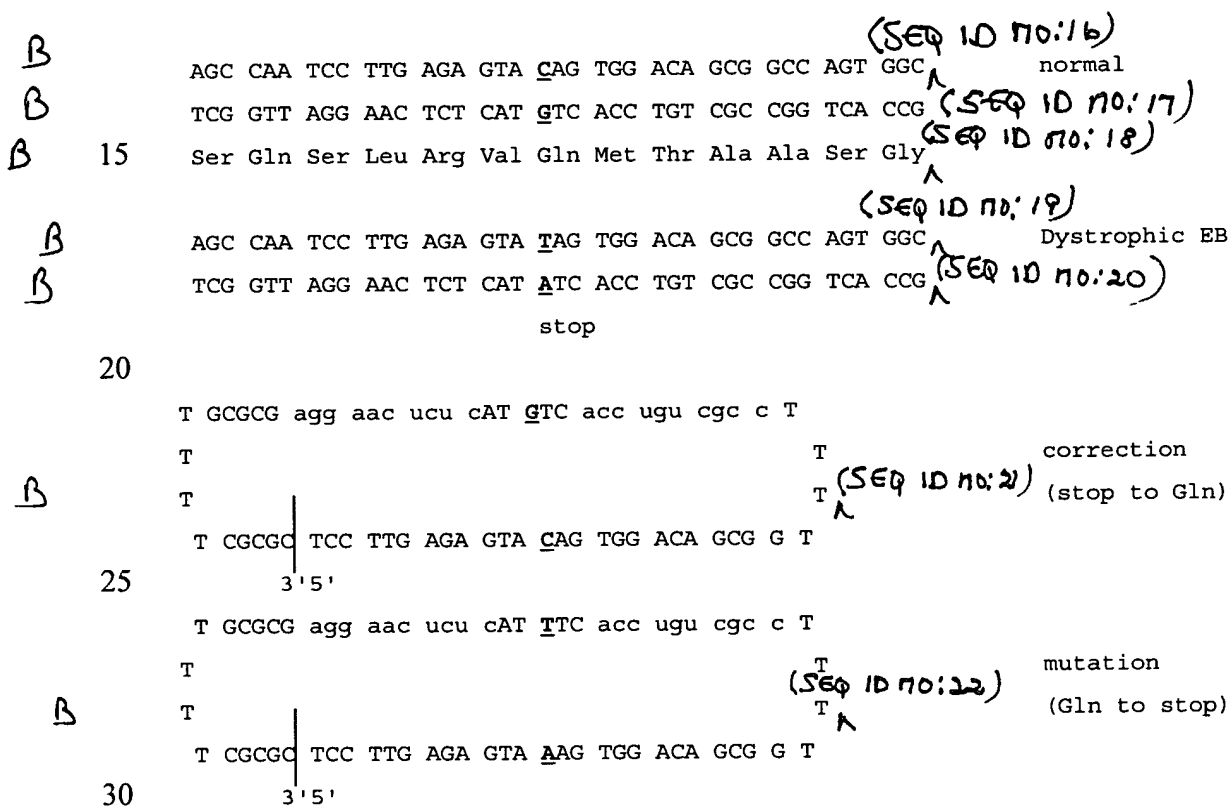 (SEQ ID NO:16)
B AGC CAA TCC TTG AGA GTA CAG TGG ACA GCG GCC AGT GGC normal
B TCG GTT AGG AAC TCT CAT GTC ACC TGT CGC CGG TCA CCG (SEQ ID NO:17)
B 15 Ser Gln Ser Leu Arg Val Gln Met Thr Ala Ala Ser Gly (SEQ ID NO:18)
(SEQ ID NO:19)
B AGC CAA TCC TTG AGA GTA TAG TGG ACA GCG GCC AGT GGC Dystrophic EB
B TCG GTT AGG AAC TCT CAT ATC ACC TGT CGC CGG TCA CCG (SEQ ID NO:20)
stop
20
T GCGCG agg aac ucu cAT GTC acc ugu cgc c T
T T correction
B T T (SEQ ID NO:21) (stop to Gln)
T CGCGC TCC TTG AGA GTA CAG TGG ACA GCG G T
25 3'5'
T GCGCG agg aac ucu cAT TTC acc ugu cgc c T
T T mutation
(SEQ ID NO:22)
B T T (Gln to stop)
T CGCGC TCC TTG AGA GTA AAG TGG ACA GCG G T
30 3'5'